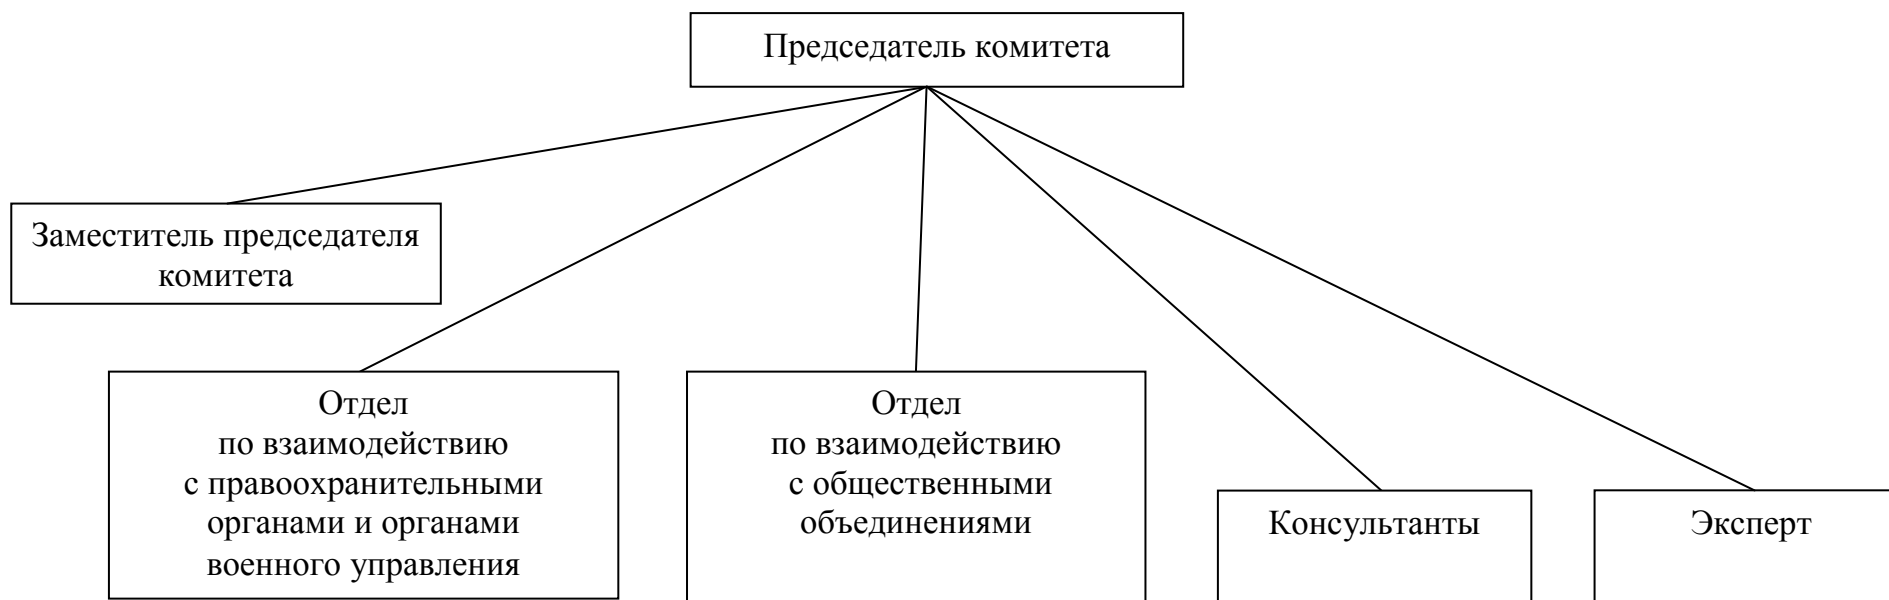 Председатель комитета
Заместитель председателя
комитета
Отдел
по взаимодействию
с правоохранительными
органами и органами
военного управления
Отдел
по взаимодействию
с общественными
объединениями
Консультанты
Эксперт